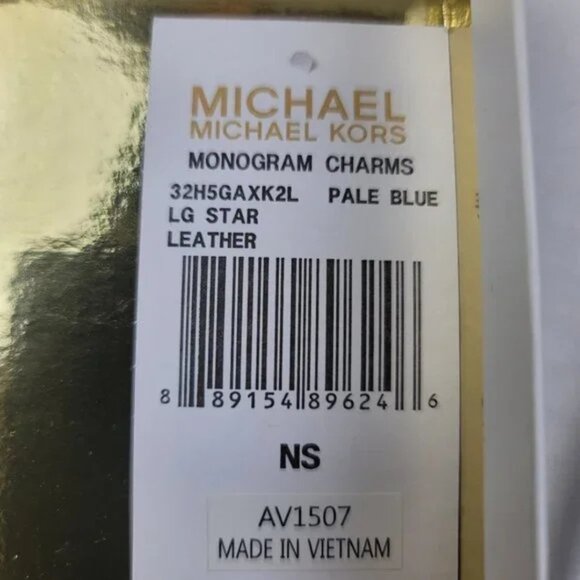 MICHAEL
MICHAEL KORS
MONOGRAM CHARMS
32H5GAXK2L PALE BLUE
LG STAR
LEATHER
8 89154 89624 6
NS
AV1507
MADE IN VIETNAM